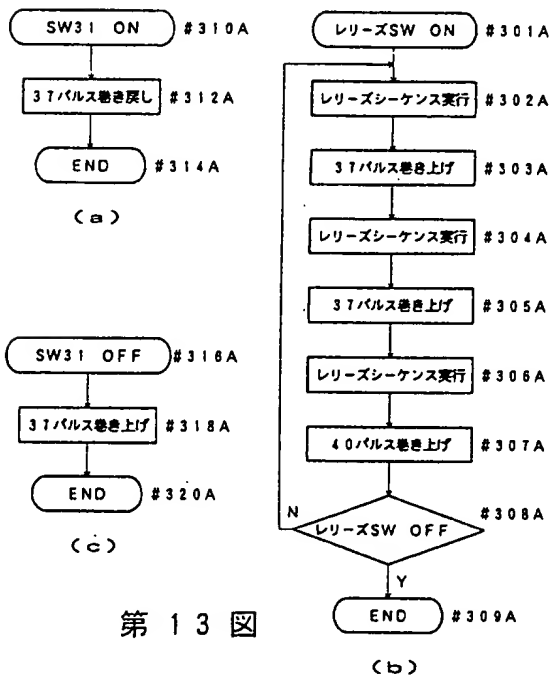 SW31 ON #310A
37パルス巻き戻し #312A
END #314A
(a)
SW31 OFF #316A
37パルス巻き上げ #318A
END #320A
(c)
レリーズSW ON #301A
レリーズシーケンス実行 #302A
37パルス巻き上げ #303A
レリーズシーケンス実行 #304A
37パルス巻き上げ #305A
レリーズシーケンス実行 #306A
40パルス巻き上げ #307A
N
レリーズSW OFF #308A
Y
END #309A
(b)
第 13 図